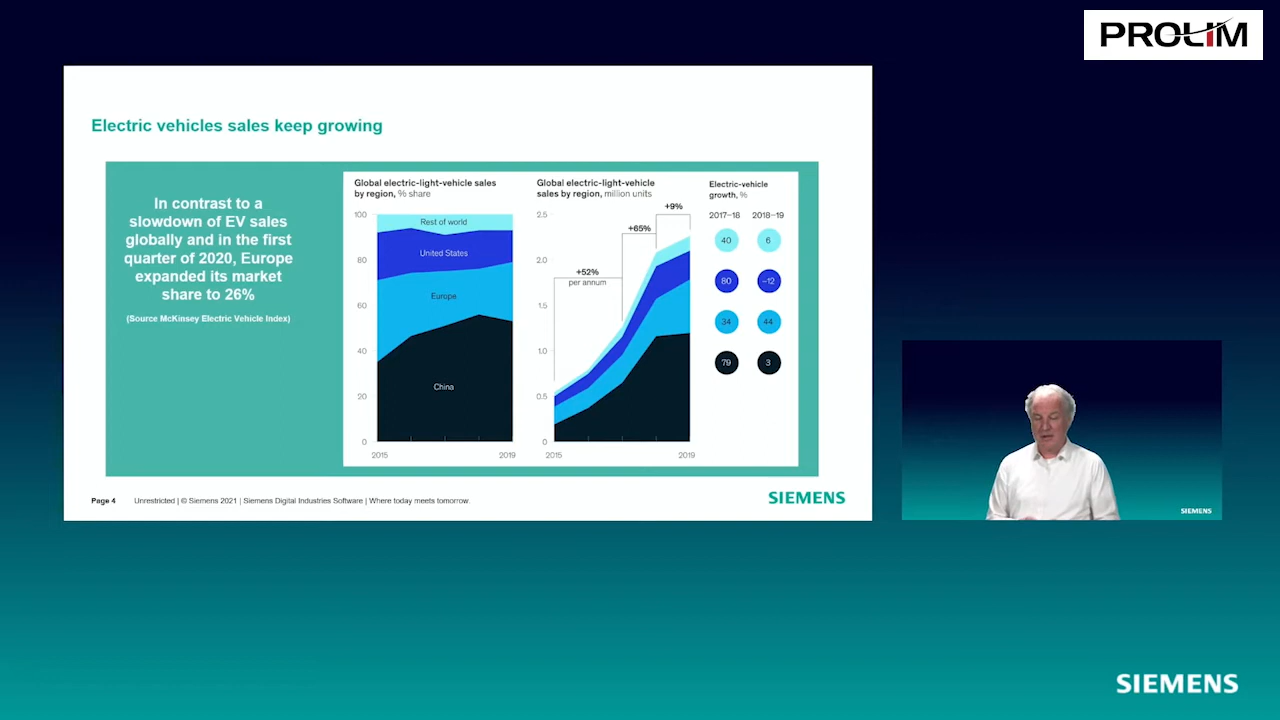 PROLIM
Electric vehicles sales keep growing
In contrast to a
slowdown of EV sales
globally and in the first
quarter of 2020, Europe
expanded its market
share to 26%
(Source McKinsey Electric Vehicle Index)
Global electric-light-vehicle sales
by region, % share
100
80
60
40
20
0
Rest of world
United States
Europe
China
2015
2019
Global electric-light-vehicle
sales by region, million units
2.5
2.0
1.5
1.0
0.5
0
+52%
per annum
+65%
+9%
2015
2019
Electric-vehicle
growth, %
2017–18 2018–19
40 6
80 –12
34 44
79 3
Page 4 Unrestricted | © Siemens 2021 | Siemens Digital Industries Software | Where today meets tomorrow.
SIEMENS
SIEMENS
SIEMENS